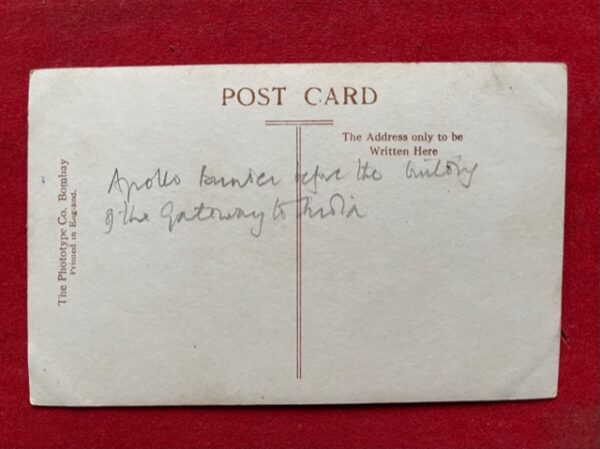 POST CARD
The Address only to be
Written Here
The Phototype Co. Bombay
Printed in England.
Apollo Bunder before the building
of the Gateway to India